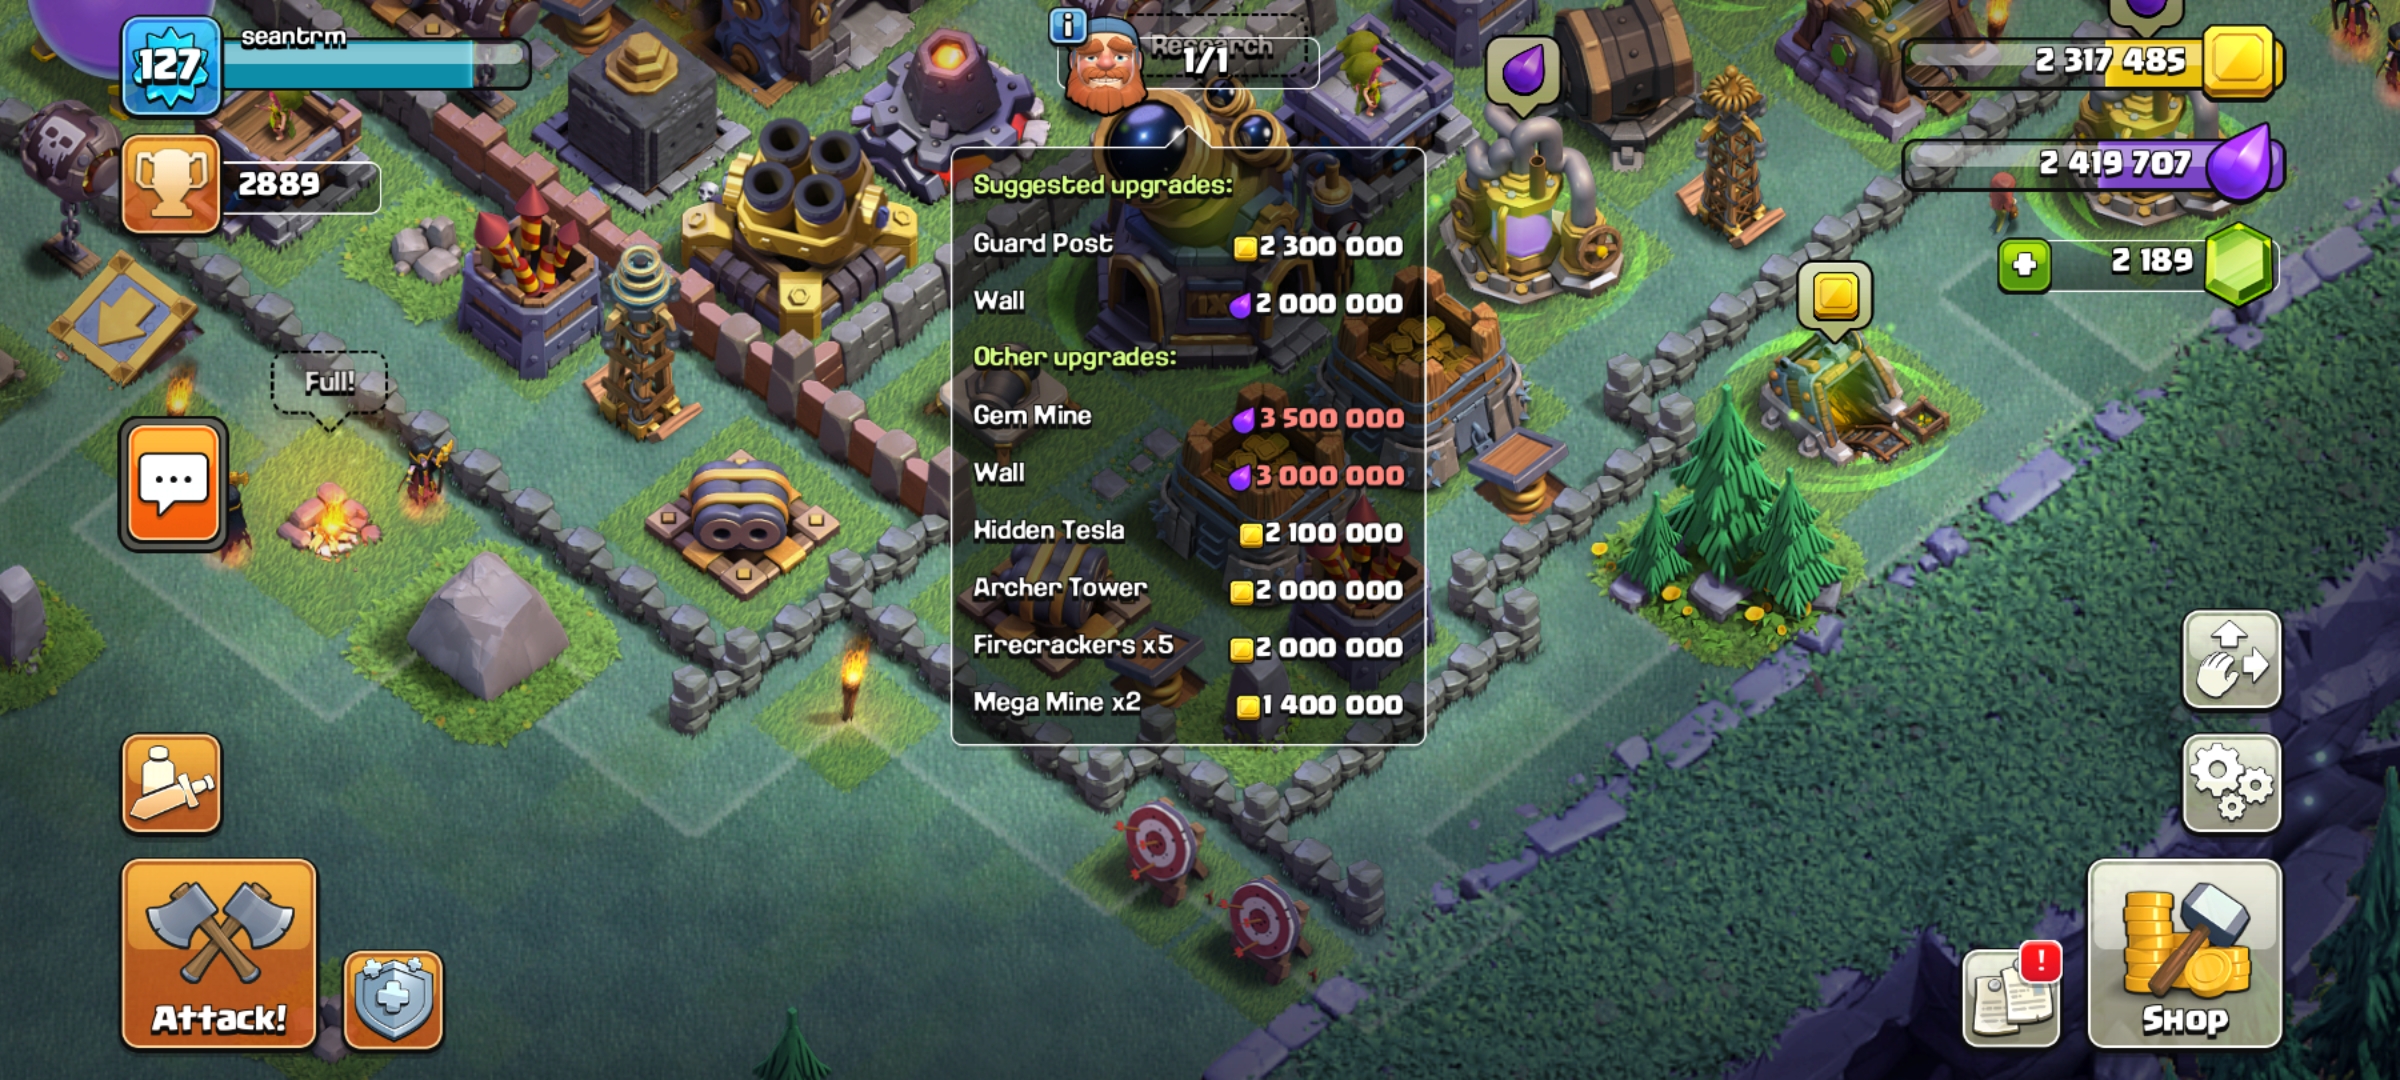 127
seantrm
2889
Research
1/1
2 317 485
2 419 707
2 189
Suggested upgrades:
Guard Post 2 300 000
Wall 2 000 000
Other upgrades:
Gem Mine 3 500 000
Wall 3 000 000
Hidden Tesla 2 100 000
Archer Tower 2 000 000
Firecrackers x5 2 000 000
Mega Mine x2 1 400 000
Full!
Attack!
!
Shop